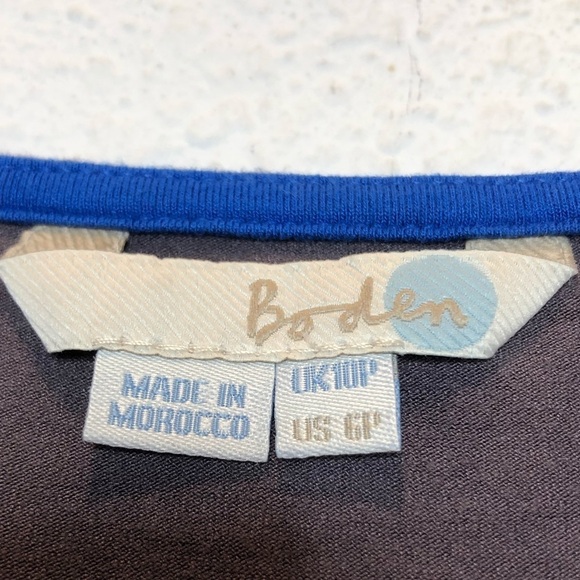 Boden
MADE IN
MOROCCO
UK10P
US 6P